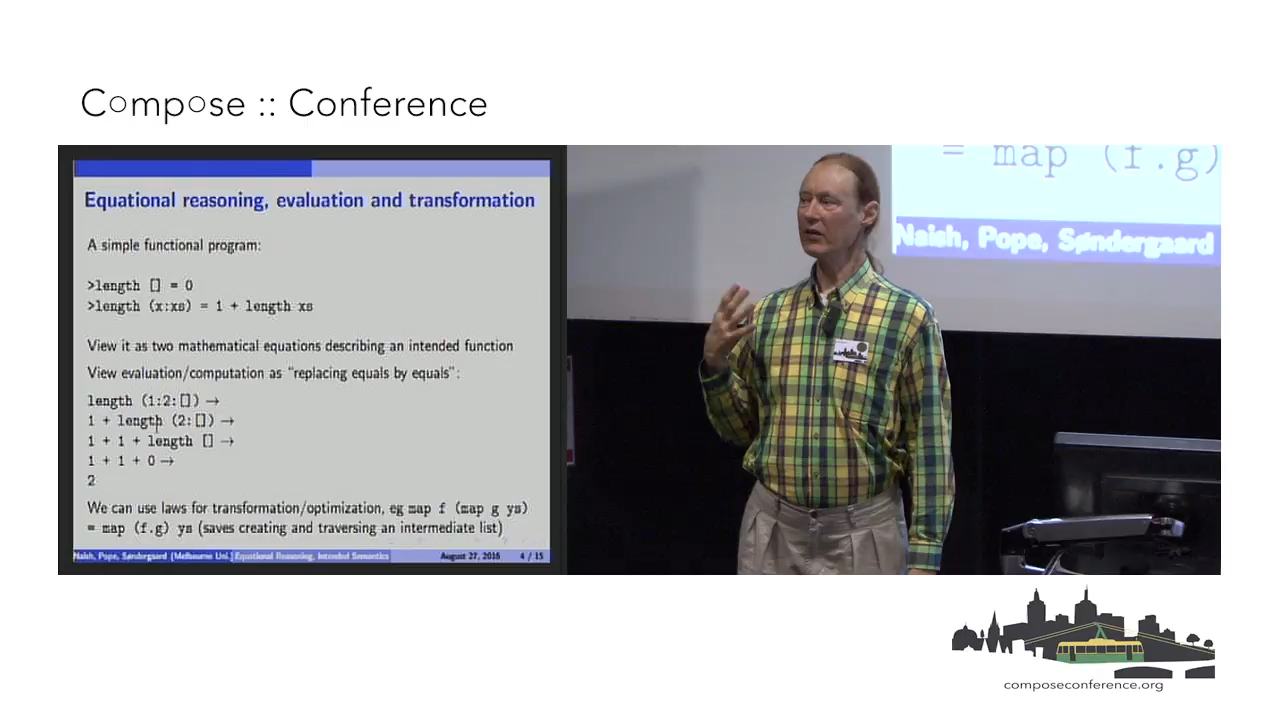 Compose :: Conference
Equational reasoning, evaluation and transformation
A simple functional program:
>length [] = 0
>length (x:xs) = 1 + length xs
View it as two mathematical equations describing an intended function
View evaluation/computation as “replacing equals by equals”:
length (1:2:[]) →
1 + length (2:[]) →
1 + 1 + length [] →
1 + 1 + 0 →
2
We can use laws for transformation/optimization, eg map f (map g ys)
= map (f.g) ys (saves creating and traversing an intermediate list)
Naish, Pope, Søndergaard (Melbourne Uni.) Equational Reasoning, Intended Semantics August 27, 2016 4 / 15
= map (f.g)
Naish, Pope, Søndergaard
composeconference.org